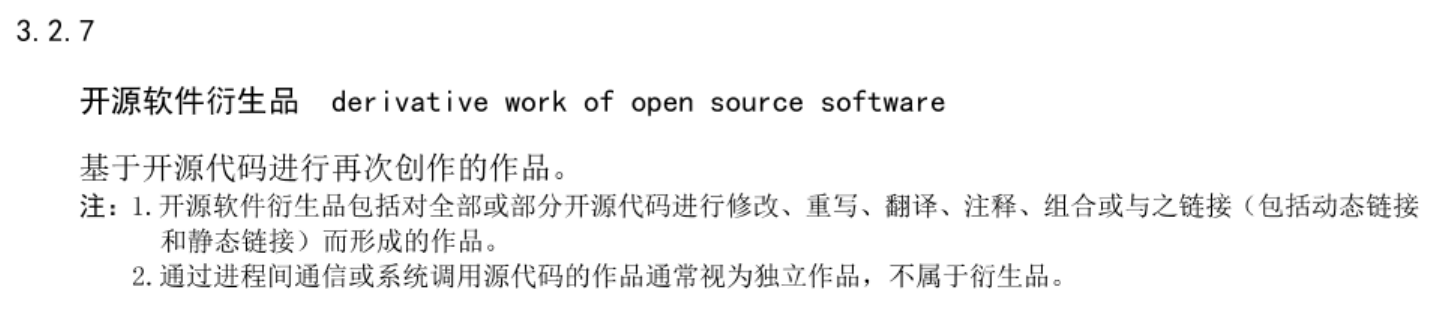 3.2.7
开源软件衍生品 derivative work of open source software
基于开源代码进行再次创作的作品。
注：1.开源软件衍生品包括对全部或部分开源代码进行修改、重写、翻译、注释、组合或与之链接（包括动态链接
和静态链接）而形成的作品。
2.通过进程间通信或系统调用源代码的作品通常视为独立作品，不属于衍生品。